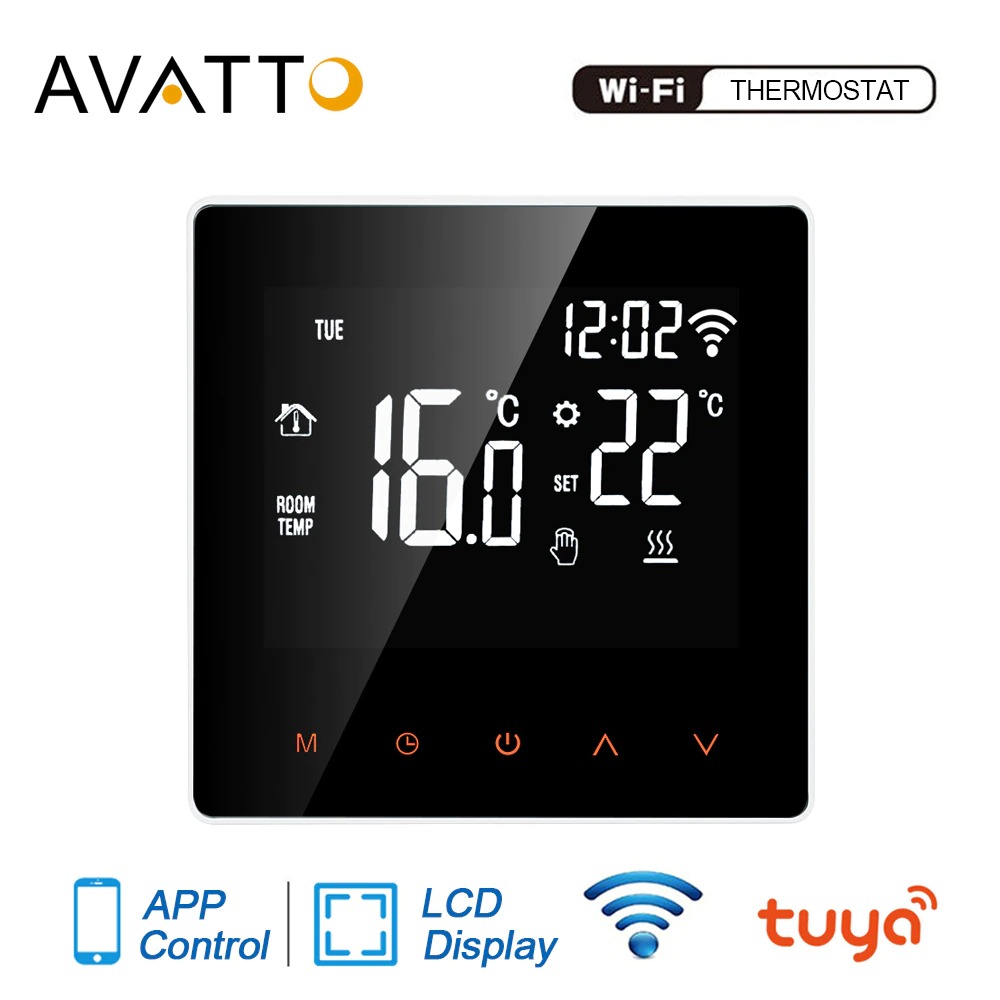 AVATTO
Wi-Fi THERMOSTAT
TUE
12:02
16.0 °C
SET 22 °C
ROOM
TEMP
M
APP
Control
LCD
Display
tuya